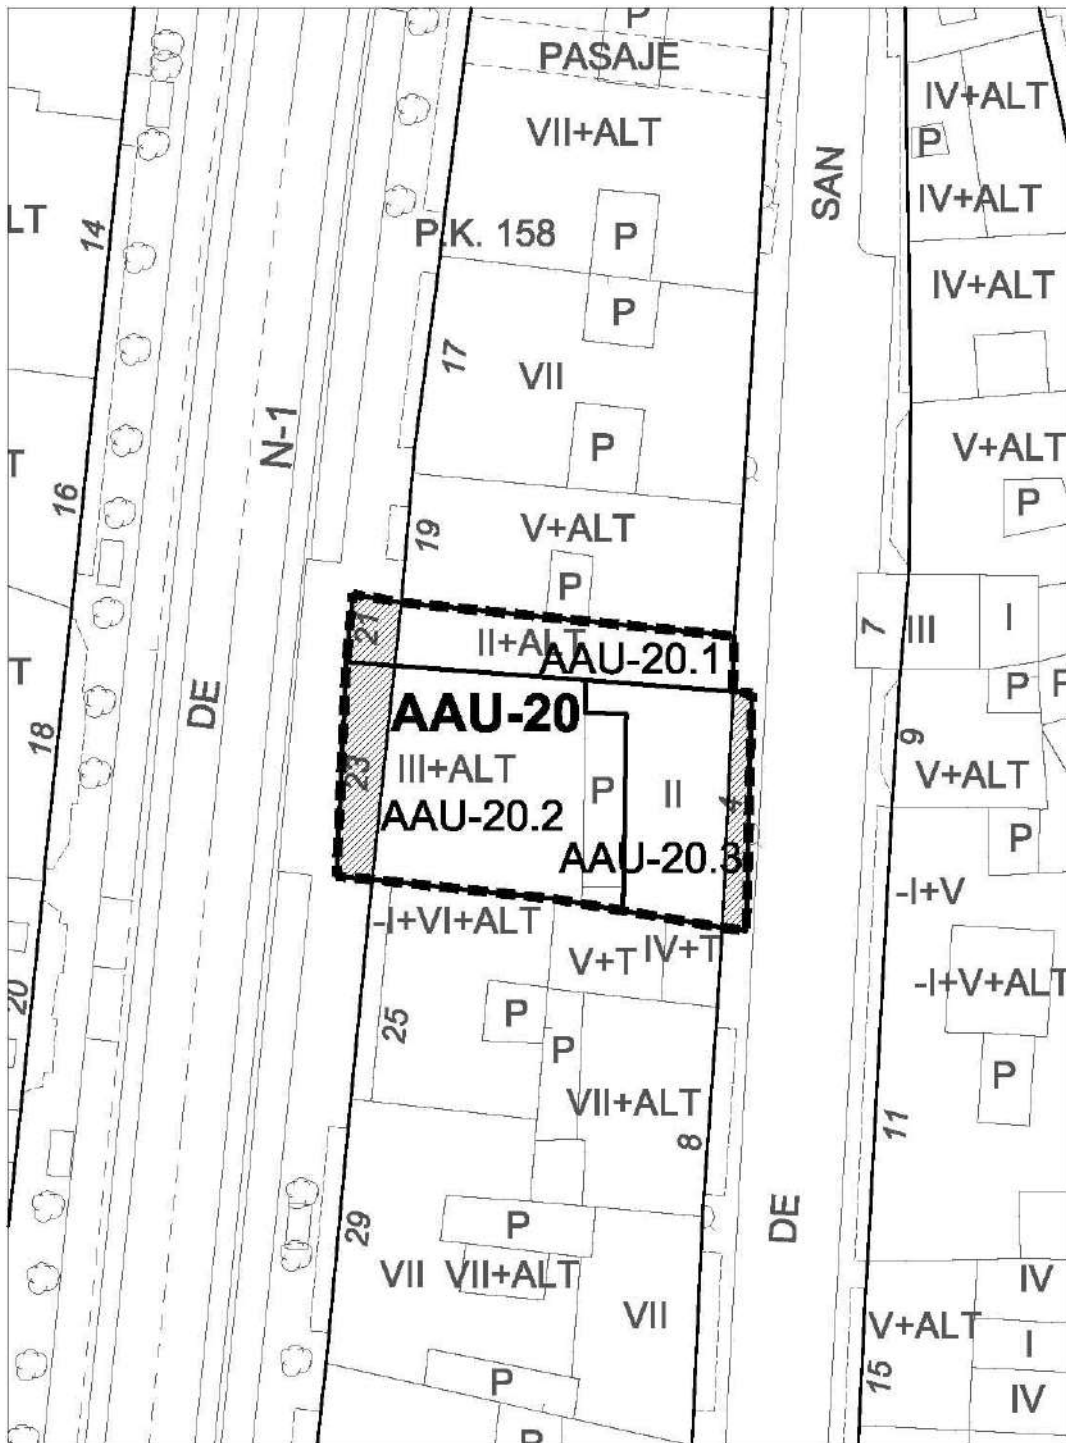 P
PASAJE
IV+ALT
VII+ALT
P
SAN
IV+ALT
LT
14
P.K. 158
P
IV+ALT
P
17
VII
N-1
P
V+ALT
T
16
19
V+ALT
P
P
21
II+ALT
7
III
I
T
AAU-20.1
P
P
18
DE
AAU-20
9
23
III+ALT
P
II
4
V+ALT
AAU-20.2
P
AAU-20.3
-I+V
-I+VI+ALT
V+T
IV+T
-I+V+ALT
20
25
P
P
P
VII+ALT
8
11
29
P
DE
VII
VII+ALT
IV
VII
V+ALT
I
P
15
IV
P